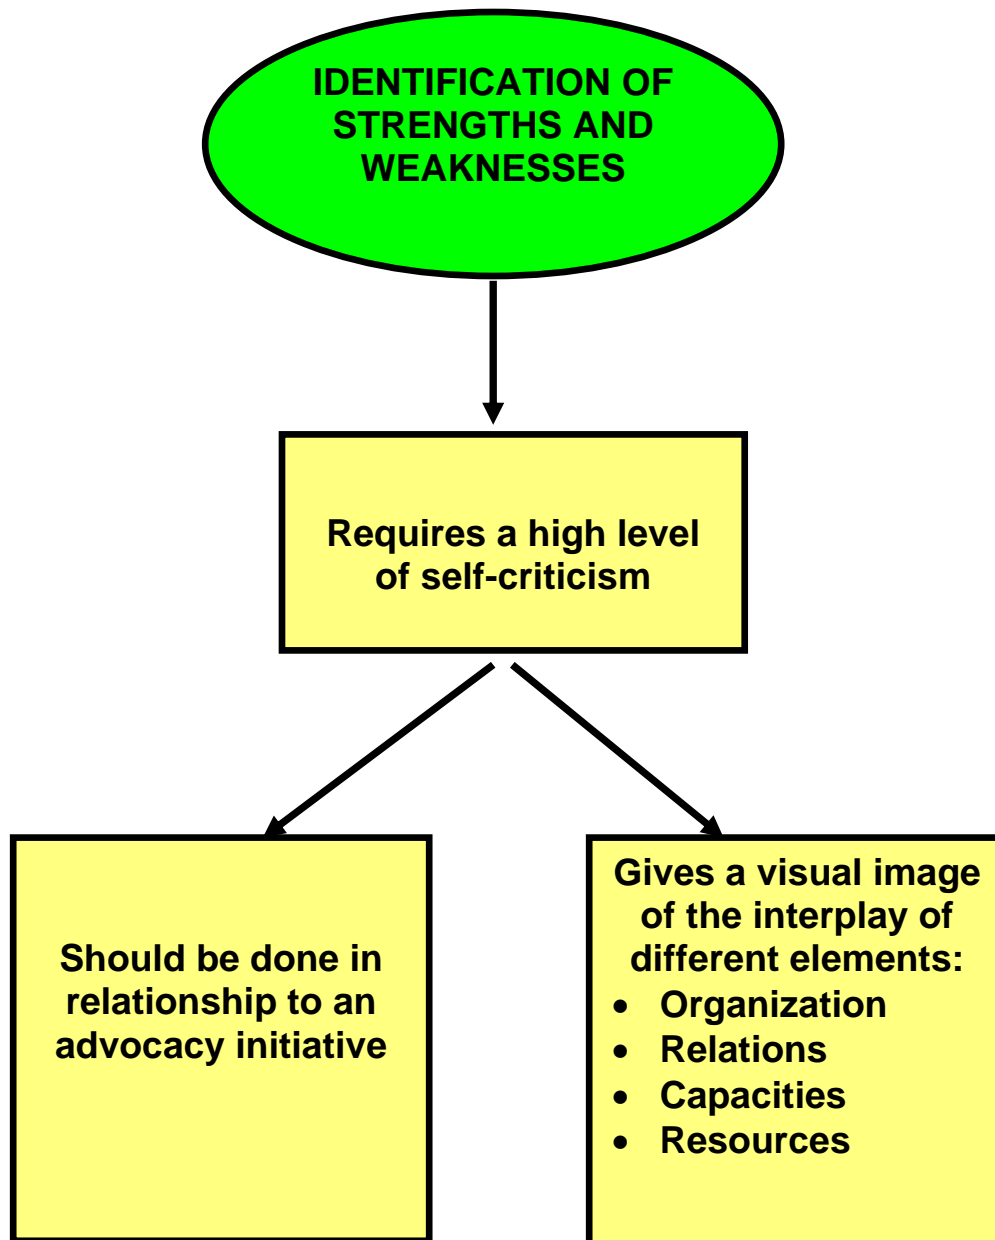 IDENTIFICATION OF
STRENGTHS AND
WEAKNESSES
Requires a high level
of self-criticism
Should be done in
relationship to an
advocacy initiative
Gives a visual image
of the interplay of
different elements:
• Organization
• Relations
• Capacities
• Resources